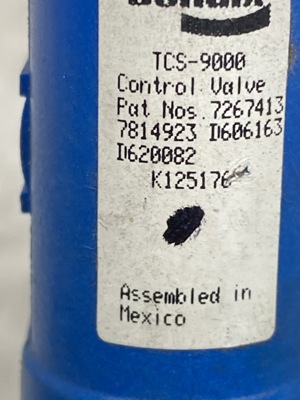 TCS-9000
Control Valve
Pat Nos. 7267413
7814923 D606163
D620082
K125176
Assembled in
Mexico